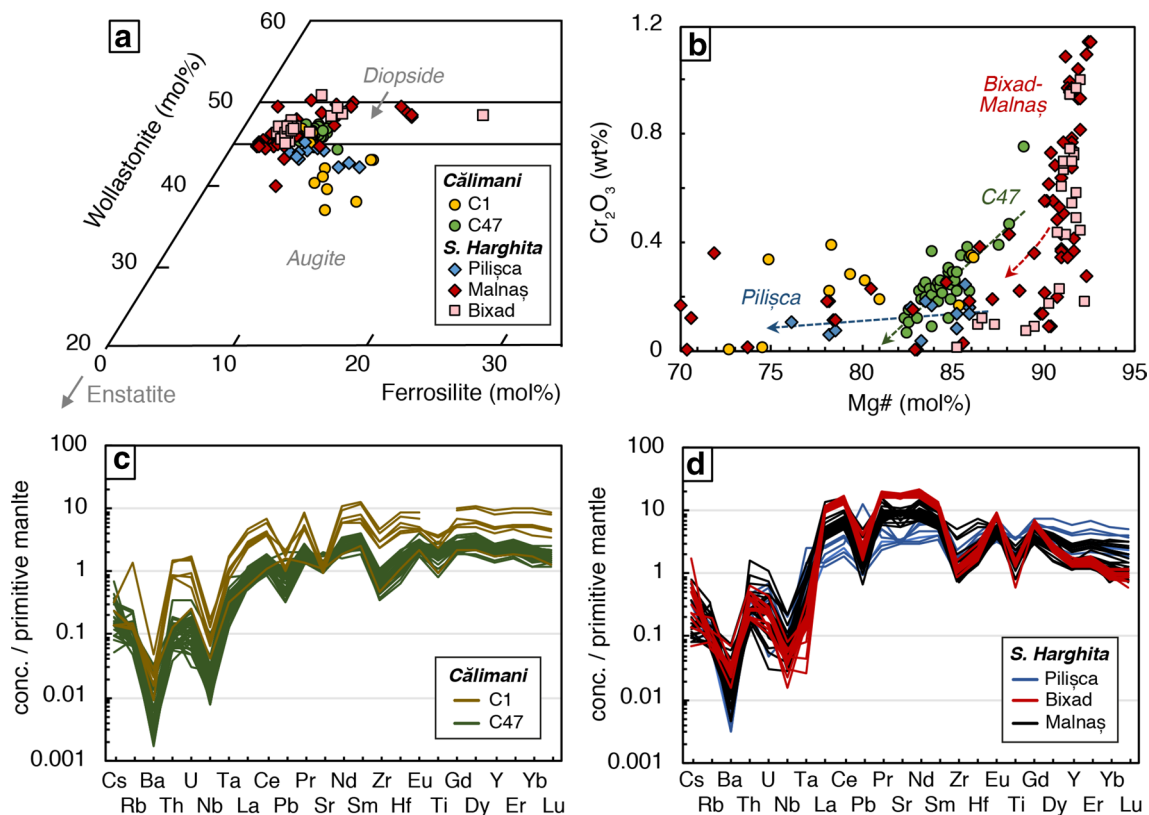 a
Wollastonite (mol%)
60
50
40
30
20
0
10
20
30
Ferrosilite (mol%)
Enstatite
Diopside
Augite
Călimani
C1
C47
S. Harghita
Pilișca
Malnaș
Bixad
b
Cr2O3 (wt%)
1.2
0.8
0.4
0
70
75
80
85
90
95
Mg# (mol%)
Bixad-
Malnaș
C47
Pilișca
c
conc. / primitive manlte
100
10
1
0.1
0.01
0.001
Călimani
C1
C47
Cs Ba U Ta Ce Pr Nd Zr Eu Gd Y Yb
Rb Th Nb La Pb Sr Sm Hf Ti Dy Er Lu
d
conc. / primitive mantle
100
10
1
0.1
0.01
0.001
S. Harghita
Pilișca
Bixad
Malnaș
Cs Ba U Ta Ce Pr Nd Zr Eu Gd Y Yb
Rb Th Nb La Pb Sr Sm Hf Ti Dy Er Lu